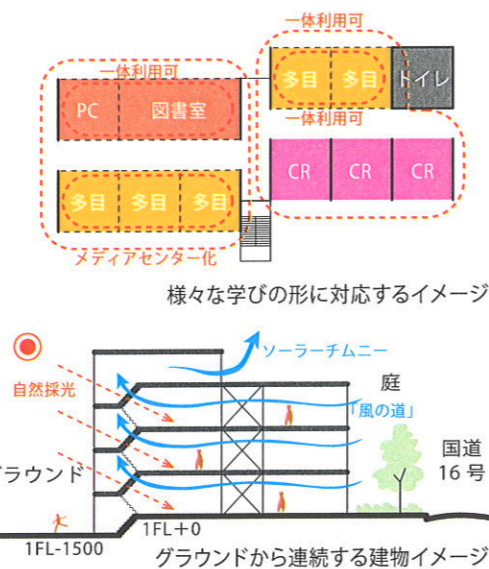 一体利用可
一体利用可
多目 多目 トイレ
PC 図書室
一体利用可
CR CR CR
多目 多目 多目
メディアセンター化
様々な学びの形に対応するイメージ
ソーラーチムニー
自然採光
庭
「風の道」
グラウンド
国道
16号
1FL+0
1FL-1500
グラウンドから連続する建物イメージ